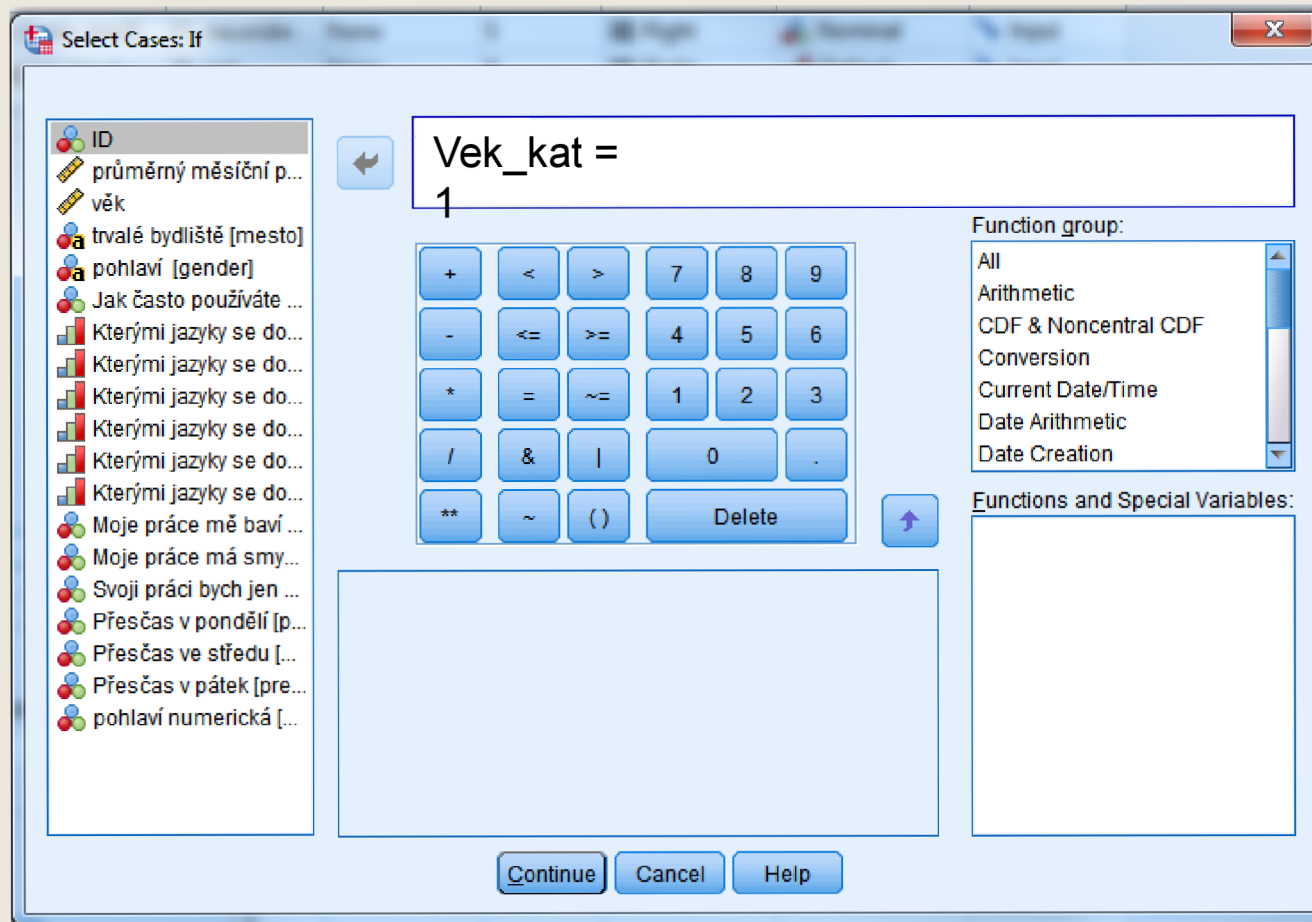 Select Cases: If
x
ID
průměrný měsíční p...
věk
trvalé bydliště [mesto]
pohlaví [gender]
Jak často používáte ...
Kterými jazyky se do...
Kterými jazyky se do...
Kterými jazyky se do...
Kterými jazyky se do...
Kterými jazyky se do...
Kterými jazyky se do...
Moje práce mě baví ...
Moje práce má smy...
Svoji práci bych jen ...
Přesčas v pondělí [p...
Přesčas ve středu [...
Přesčas v pátek [pre...
pohlaví numerická [...
Vek_kat =
1
+ < > 7 8 9
- <= >= 4 5 6
* = ~= 1 2 3
/ & | 0 .
** ~ ( ) Delete
Function group:
All
Arithmetic
CDF & Noncentral CDF
Conversion
Current Date/Time
Date Arithmetic
Date Creation
Functions and Special Variables:
Continue Cancel Help